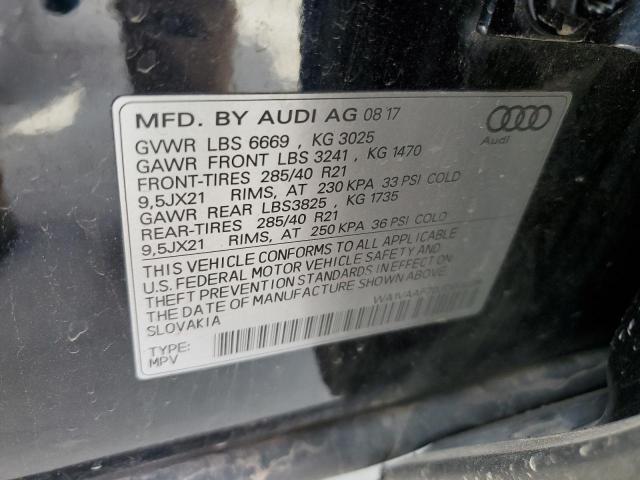 MFD. BY AUDI AG 08 17
GVWR LBS 6669 , KG 3025
GAWR FRONT LBS 3241 , KG 1470
FRONT-TIRES 285/40 R21
9,5JX21 RIMS, AT 230 KPA 33 PSI COLD
GAWR REAR LBS3825 , KG 1735
REAR-TIRES 285/40 R21
9,5JX21 RIMS, AT 250 KPA 36 PSI COLD
THIS VEHICLE CONFORMS TO ALL APPLICABLE
U.S. FEDERAL MOTOR VEHICLE SAFETY AND
THEFT PREVENTION STANDARDS IN EFFECT ON
THE DATE OF MANUFACTURE SHOWN ABOVE.
SLOVAKIA
TYPE:
MPV
Audi